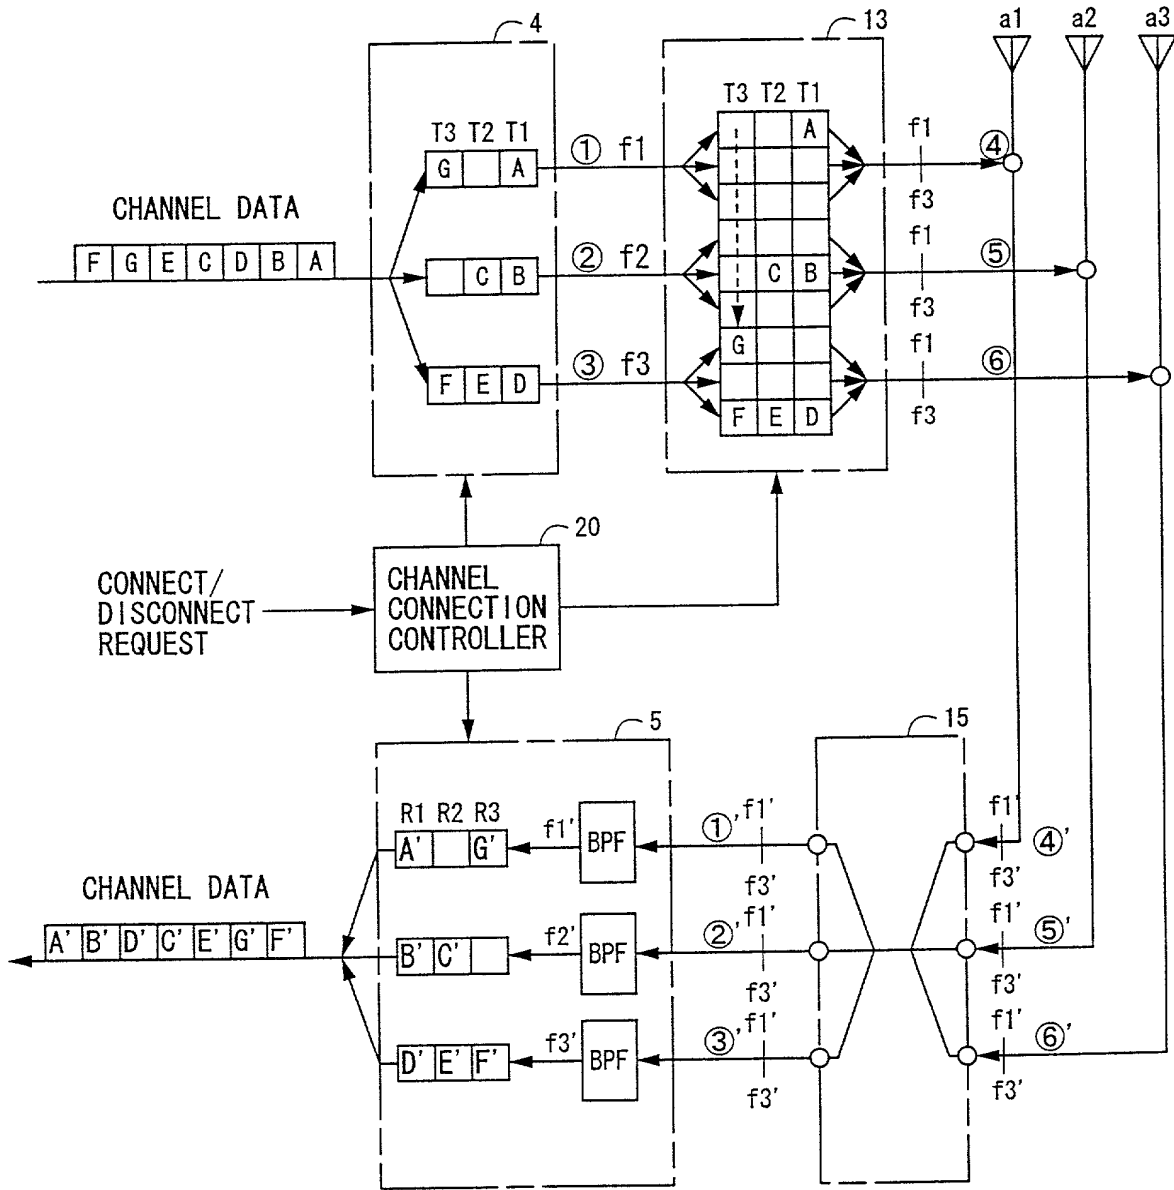 4
13
a1 a2 a3
T3 T2 T1
A
T3 T2 T1
G A
① f1
f1
④
f3
CHANNEL DATA
F G E C D B A
C B
② f2
C B
f1
⑤
f3
G
f1
⑥
f3
F E D
③ f3
F E D
20
CONNECT/
DISCONNECT
REQUEST
CHANNEL
CONNECTION
CONTROLLER
5
15
R1 R2 R3
A' G'
f1'
BPF
①'
f1'
f3'
f1'
④'
f3'
CHANNEL DATA
A' B' D' C' E' G' F'
B' C'
f2'
BPF
②'
f1'
f3'
f1'
⑤'
f3'
D' E' F'
f3'
BPF
③'
f1'
f3'
f1'
⑥'
f3'